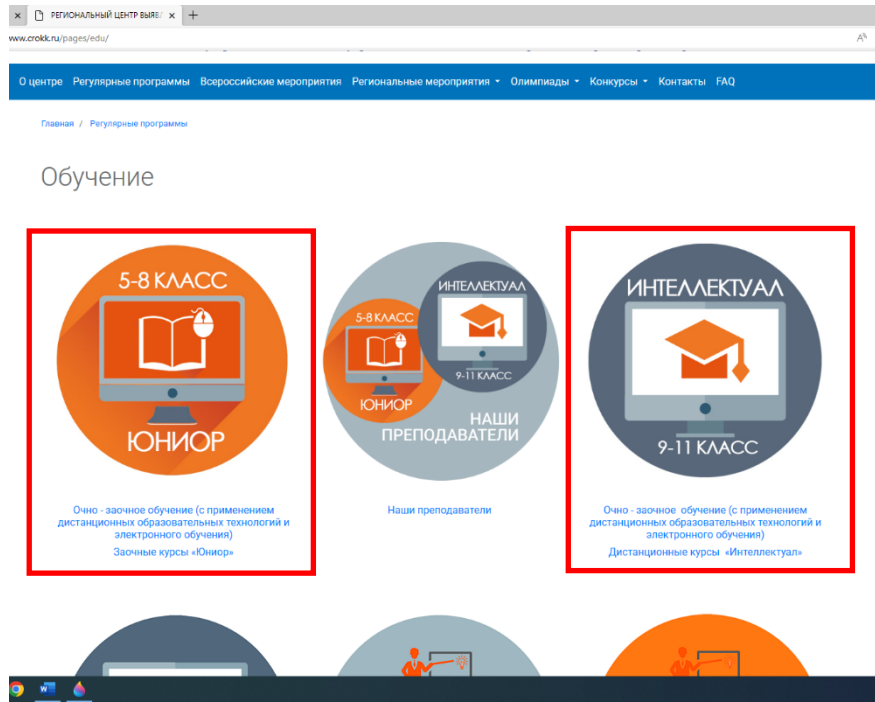 РЕГИОНАЛЬНЫЙ ЦЕНТР ВЫЯВ
www.crokk.ru/pages/edu/
О центре Регулярные программы Всероссийские мероприятия Региональные мероприятия Олимпиады Конкурсы Контакты FAQ
Главная / Регулярные программы
Обучение
5-8 КЛАСС
ЮНИОР
Очно - заочное обучение (с применением
дистанционных образовательных технологий и
электронного обучения)
Заочные курсы «Юниор»
ИНТЕЛЛЕКТУАЛ
5-8 КЛАСС
9-11 КЛАСС
ЮНИОР
НАШИ
ПРЕПОДАВАТЕЛИ
Наши преподаватели
ИНТЕЛЛЕКТУАЛ
9-11 КЛАСС
Очно - заочное обучение (с применением
дистанционных образовательных технологий и
электронного обучения)
Дистанционные курсы «Интеллектуал»